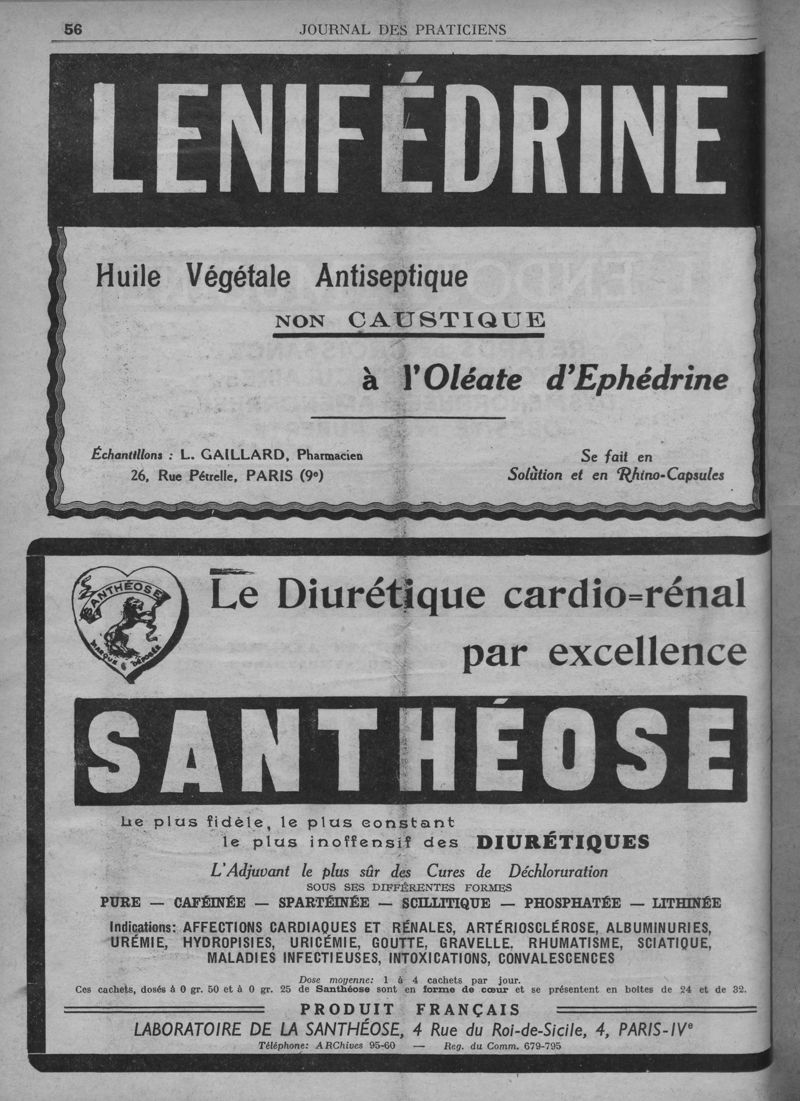 56
JOURNAL DES PRATICIENS
LENIFÉDRINE
Huile Végétale Antiseptique
NON CAUSTIQUE
à l'Oléate d'Ephédrine
Échantillons : L. GAILLARD, Pharmacien
26, Rue Pétrelle, PARIS (9e)
Se fait en
Solution et en Rhino-Capsules
SANTHÉOSE
MARQUE DÉPOSÉE
Le Diurétique cardio=rénal
par excellence
SANTHÉOSE
Le plus fidèle, le plus constant
le plus inoffensif des DIURÉTIQUES
L'Adjuvant le plus sûr des Cures de Déchloruration
SOUS SES DIFFÉRENTES FORMES
PURE — CAFÉINÉE — SPARTÉINÉE — SCILLITIQUE — PHOSPHATÉE — LITHINÉE
Indications: AFFECTIONS CARDIAQUES ET RÉNALES, ARTÉRIOSCLÉROSE, ALBUMINURIES,
URÉMIE, HYDROPISIES, URICÉMIE, GOUTTE, GRAVELLE, RHUMATISME, SCIATIQUE,
MALADIES INFECTIEUSES, INTOXICATIONS, CONVALESCENCES
Dose moyenne: 1 à 4 cachets par jour.
Ces cachets, dosés à 0 gr. 50 et à 0 gr. 25 de Santhéose sont en forme de cœur et se présentent en boites de 24 et de 32.
PRODUIT FRANÇAIS
LABORATOIRE DE LA SANTHÉOSE, 4 Rue du Roi-de-Sicile, 4, PARIS-IVe
Téléphone: ARChives 95-60 — Reg. du Comm. 679-795